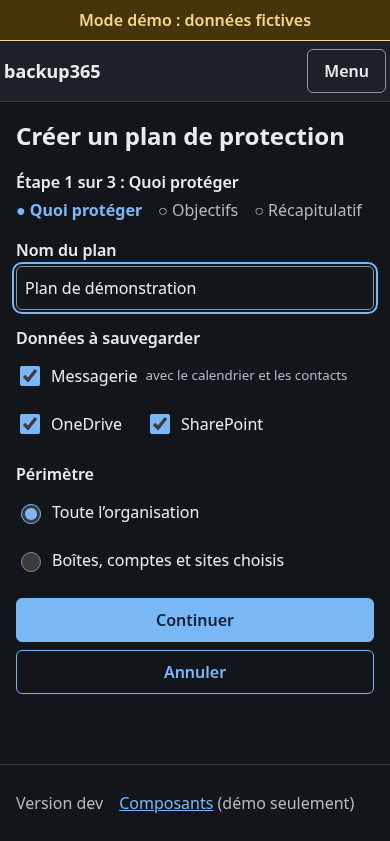 Mode démo : données fictives
backup365 Menu
Créer un plan de protection
Étape 1 sur 3 : Quoi protéger
● Quoi protéger ○ Objectifs ○ Récapitulatif
Nom du plan
Plan de démonstration
Données à sauvegarder
Messagerie avec le calendrier et les contacts
OneDrive SharePoint
Périmètre
Toute l’organisation
Boîtes, comptes et sites choisis
Continuer
Annuler
Version dev Composants (démo seulement)